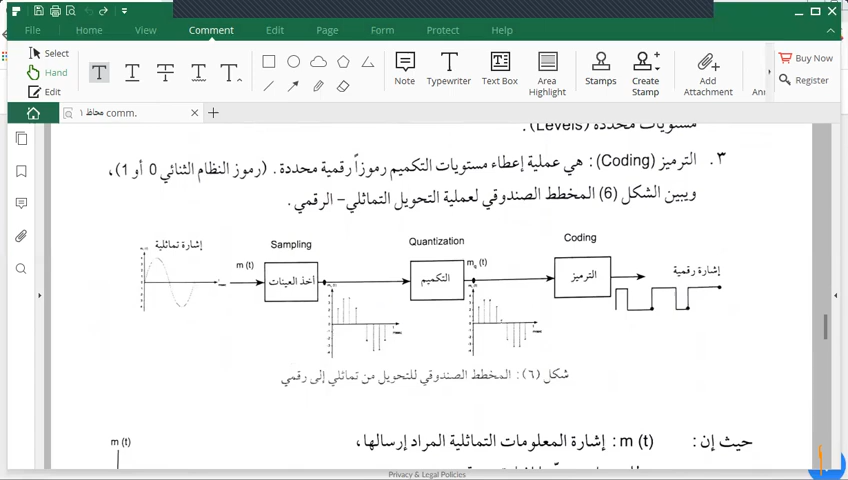 File Home View Comment Edit Page Form Protect Help
Select
Hand
Edit
Note
Typewriter
Text Box
Area Highlight
Stamps
Create Stamp
Add Attachment
Buy Now
Register
محاظ ١ comm.
مستويات محددة (Levels).
٣. الترميز (Coding) : هي عملية إعطاء مستويات التكميم رموزاً رقمية محددة. (رموز النظام الثنائي 0 أو 1)،
ويبين الشكل (6) المخطط الصندوقي لعملية التحويل التماثلي- الرقمي.
إشارة تماثلية
m (t)
Sampling
أخذ العينات
Quantization
التكميم
Coding
الترميز
إشارة رقمية
شكل (٦) : المخطط الصندوقي للتحويل من تماثلي إلى رقمي
حيث إن : m (t) : إشارة المعلومات التماثلية المراد إرسالها،
m (t)
Privacy & Legal Policies